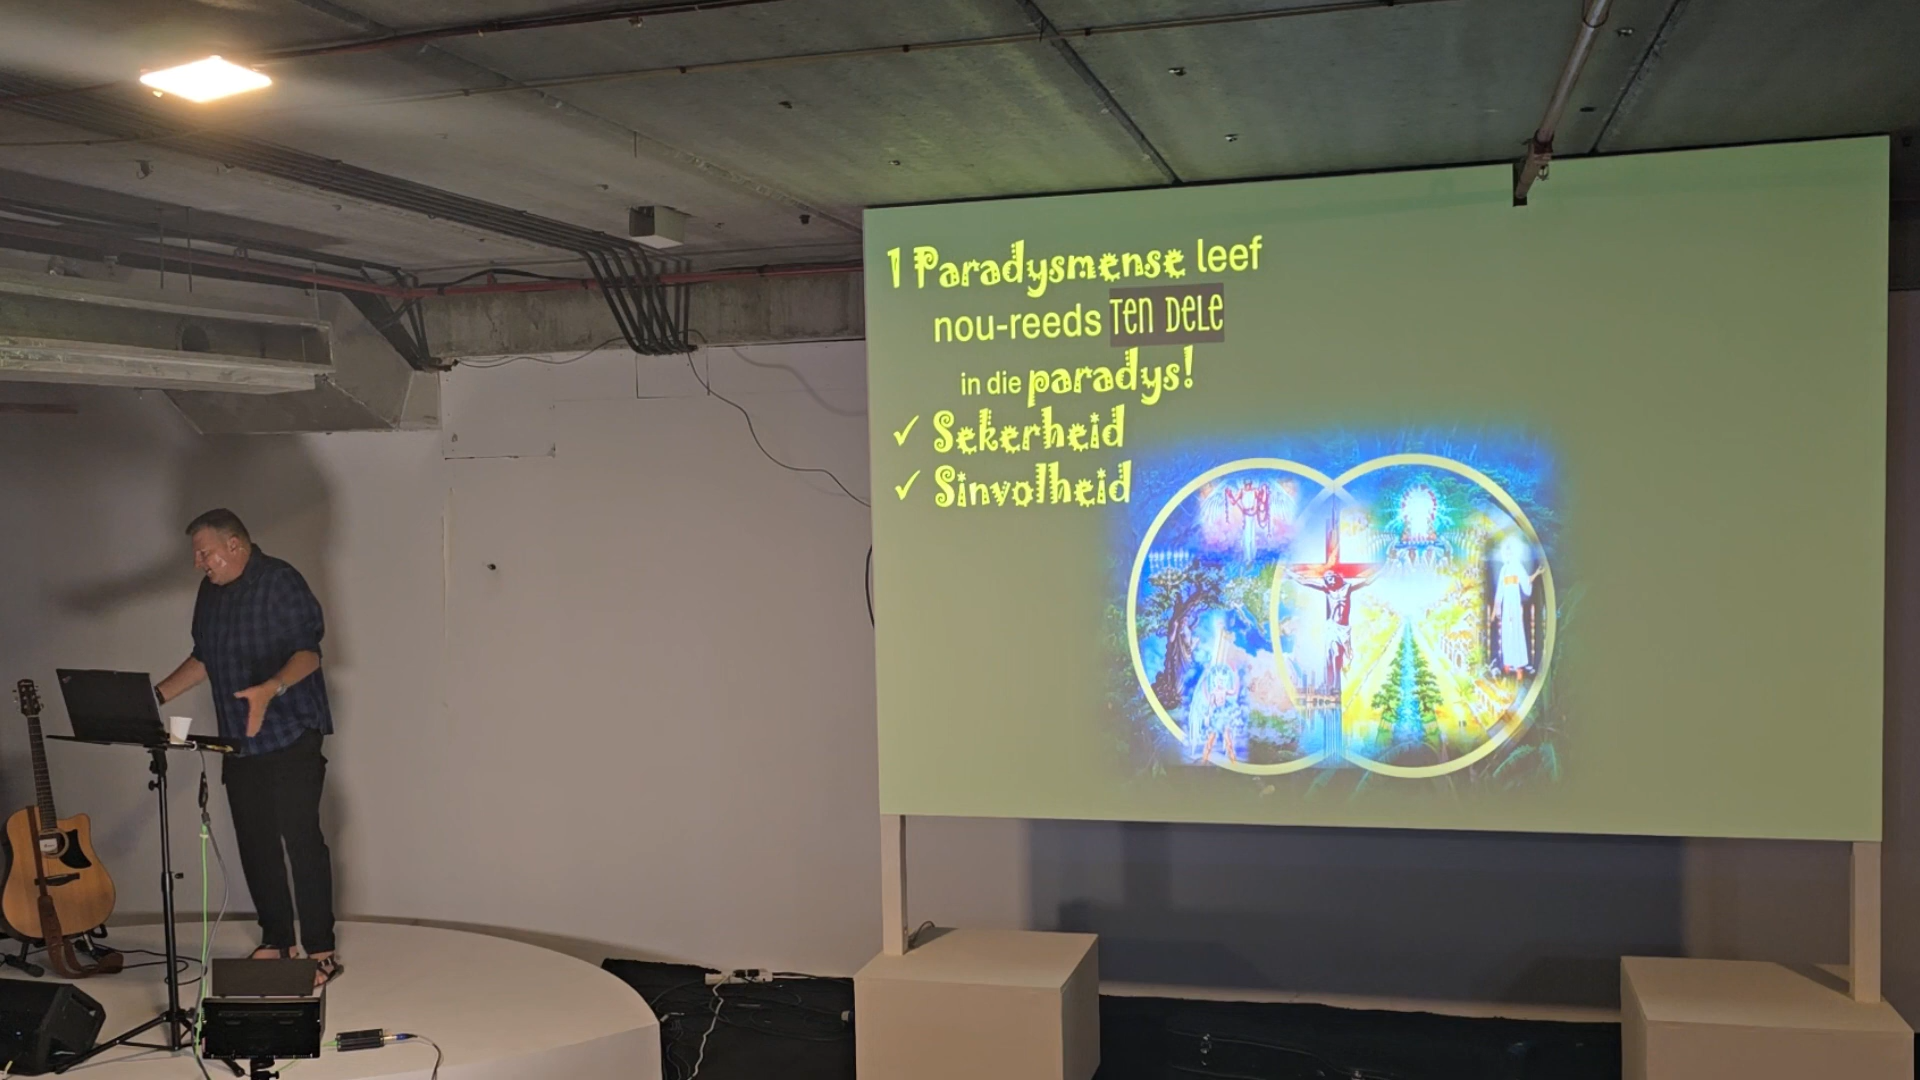 1 Paradysmense leef
nou-reeds TEN DELE
in die paradys!
✓ Sekerheid
✓ Sinvolheid